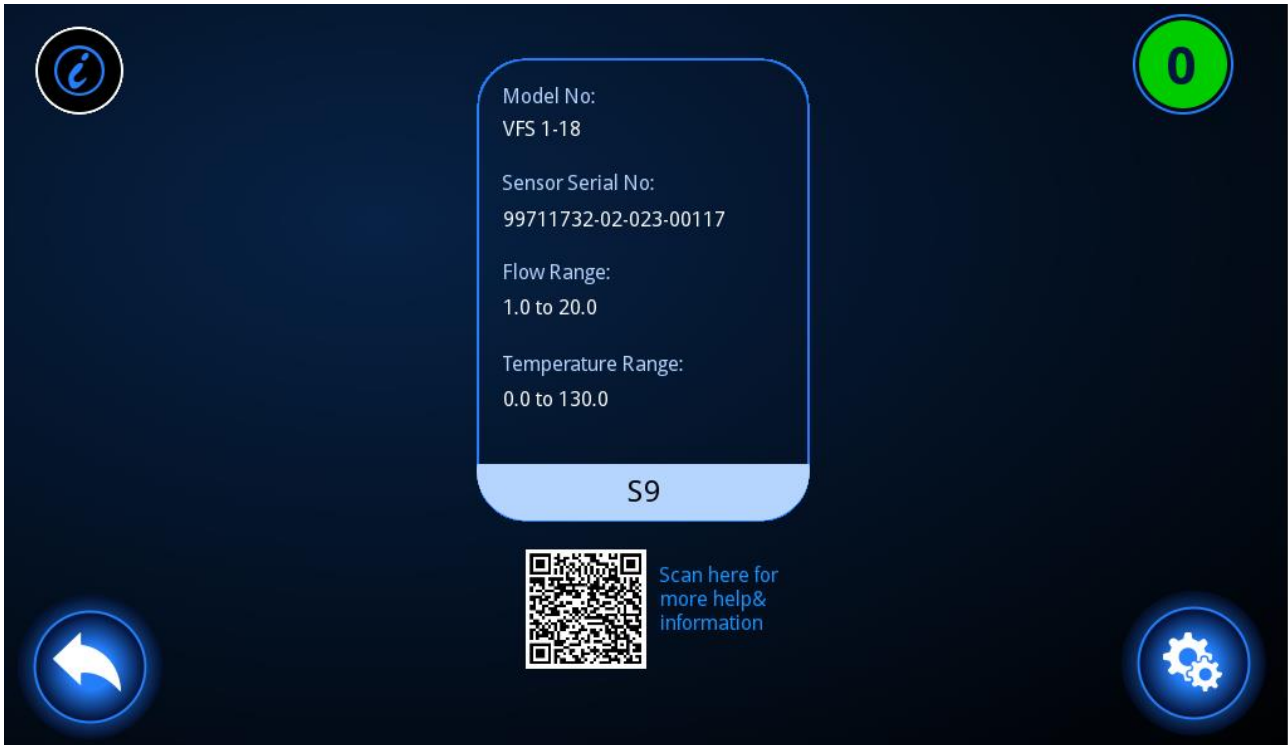 i
0
Model No:
VFS 1-18
Sensor Serial No:
99711732-02-023-00117
Flow Range:
1.0 to 20.0
Temperature Range:
0.0 to 130.0
S9
Scan here for
more help&
information